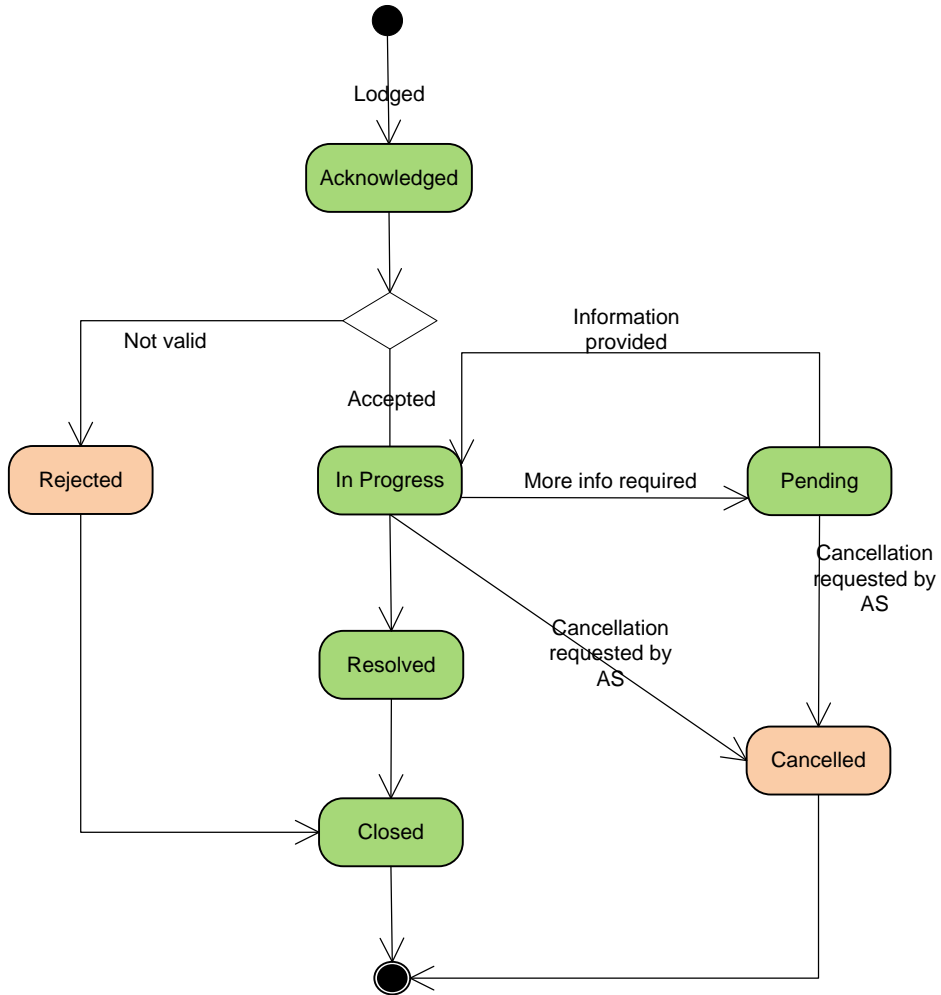 Lodged
Acknowledged
Not valid
Information
provided
Accepted
Rejected
In Progress
More info required
Pending
Cancellation
requested by
AS
Cancellation
requested by
AS
Resolved
Cancelled
Closed